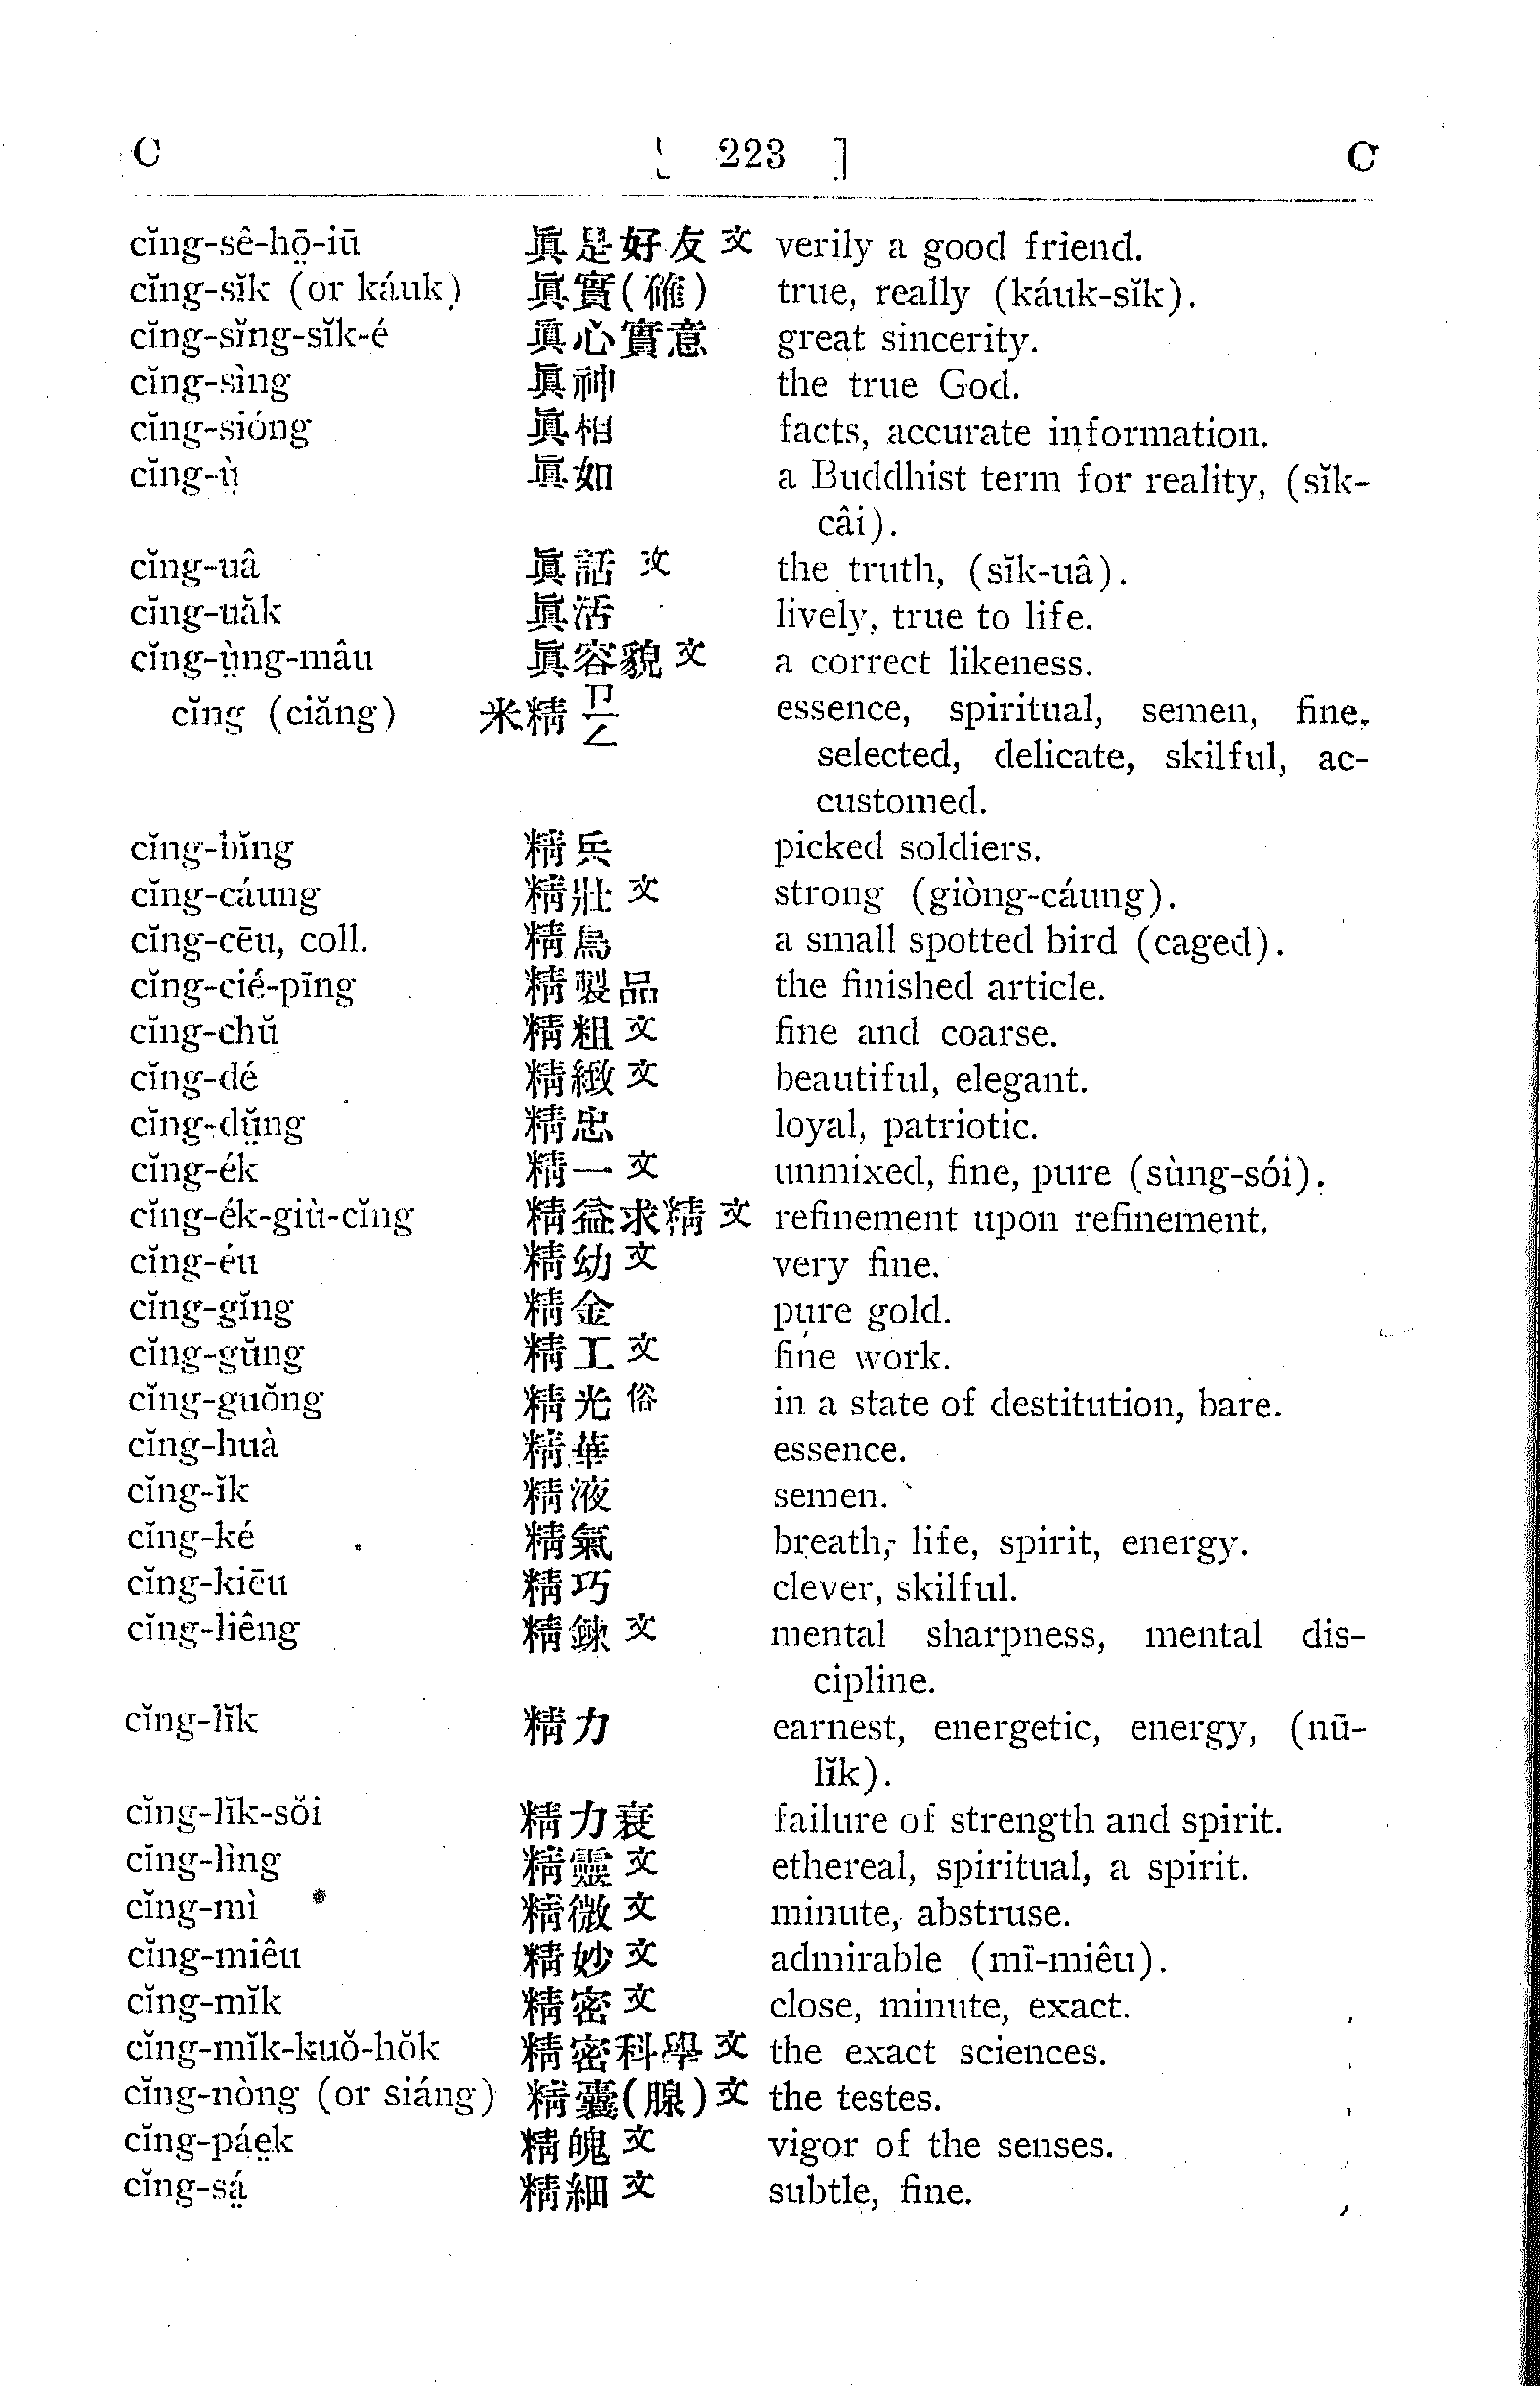 C [ 223 ] C
cĭng-sê-hō̤-iū 眞是好友 文 verily a good friend.
cĭng-sĭk (or káuk) 眞實(確) true, really (káuk-sĭk).
cĭng-sĭng-sĭk-é 眞心實意 great sincerity.
cĭng-sìng 眞神 the true God.
cĭng-sióng 眞相 facts, accurate information.
cĭng-ṳ̀ 眞如 a Buddhist term for reality, (sĭk-
câi).
cĭng-uâ 眞話 文 the truth, (sĭk-uâ).
cĭng-uăk 眞活 lively, true to life.
cĭng-ṳ̀ng-mâu 眞容貌 文 a correct likeness.
cĭng (ciăng) 米精 ㄗㄧㄥ essence, spiritual, semen, fine,
selected, delicate, skilful, ac-
customed.
cĭng-bĭng 精兵 picked soldiers.
cĭng-cáung 精壯 文 strong (giòng-cáung).
cĭng-cēu, coll. 精鳥 a small spotted bird (caged).
cĭng-cié-pīng 精製品 the finished article.
cĭng-chŭ 精粗 文 fine and coarse.
cĭng-dé 精緻 文 beautiful, elegant.
cĭng-dṳ̆ng 精忠 loyal, patriotic.
cĭng-ék 精一 文 unmixed, fine, pure (sùng-sói).
cĭng-ék-giù-cĭng 精益求精 文 refinement upon refinement.
cĭng-éu 精幼 文 very fine.
cĭng-gĭng 精金 pure gold.
cĭng-gŭng 精工 文 fine work.
cĭng-guŏng 精光 俗 in a state of destitution, bare.
cĭng-huà 精華 essence.
cĭng-ĭk 精液 semen.
cĭng-ké 精氣 breath, life, spirit, energy.
cĭng-kiēu 精巧 clever, skilful.
cĭng-liêng 精鍊 文 mental sharpness, mental dis-
cipline.
cĭng-lĭk 精力 earnest, energetic, energy, (nū-
lĭk).
cĭng-lĭk-sŏi 精力衰 failure of strength and spirit.
cĭng-lìng 精靈 文 ethereal, spiritual, a spirit.
cĭng-mì 精微 文 minute, abstruse.
cĭng-miêu 精妙 文 admirable (mī-miêu).
cĭng-mĭk 精密 文 close, minute, exact.
cĭng-mĭk-kuŏ-hŏk 精密科學 文 the exact sciences.
cĭng-nòng (or siáng) 精囊(腺) 文 the testes.
cĭng-páe̤k 精魄 文 vigor of the senses.
cĭng-sá̤ 精細 文 subtle, fine.